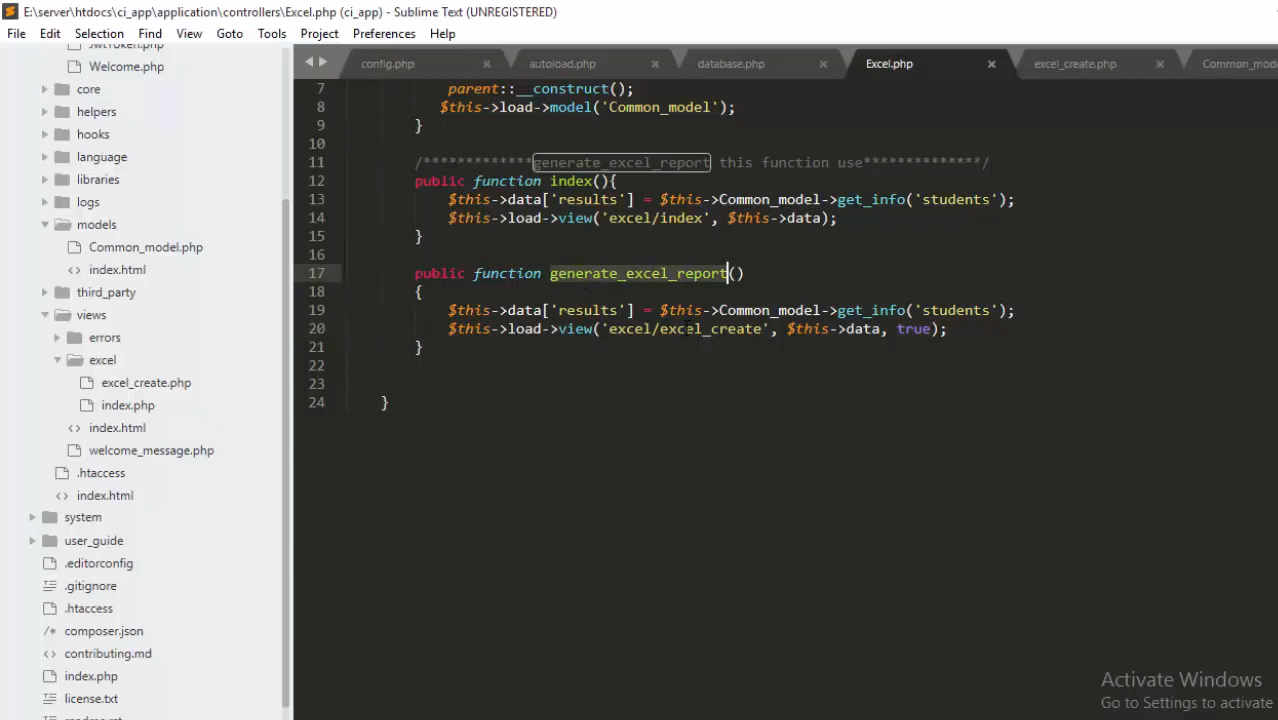 E:\server\htdocs\ci_app\application\controllers\Excel.php (ci_app) - Sublime Text (UNREGISTERED)
File Edit Selection Find View Goto Tools Project Preferences Help
JwtToken.php
Welcome.php
core
helpers
hooks
language
libraries
logs
models
Common_model.php
index.html
third_party
views
errors
excel
excel_create.php
index.php
index.html
welcome_message.php
.htaccess
index.html
system
user_guide
.editorconfig
.gitignore
.htaccess
composer.json
contributing.md
index.php
license.txt
config.php autoload.php database.php Excel.php excel_create.php Common_mode
7 parent::__construct();
8 $this->load->model('Common_model');
9 }
10
11 /*************generate_excel_report this function use**************/
12 public function index(){
13 $this->data['results'] = $this->Common_model->get_info('students');
14 $this->load->view('excel/index', $this->data);
15 }
16
17 public function generate_excel_report()
18 {
19 $this->data['results'] = $this->Common_model->get_info('students');
20 $this->load->view('excel/excel_create', $this->data, true);
21 }
22
23
24 }
Activate Windows
Go to Settings to activate